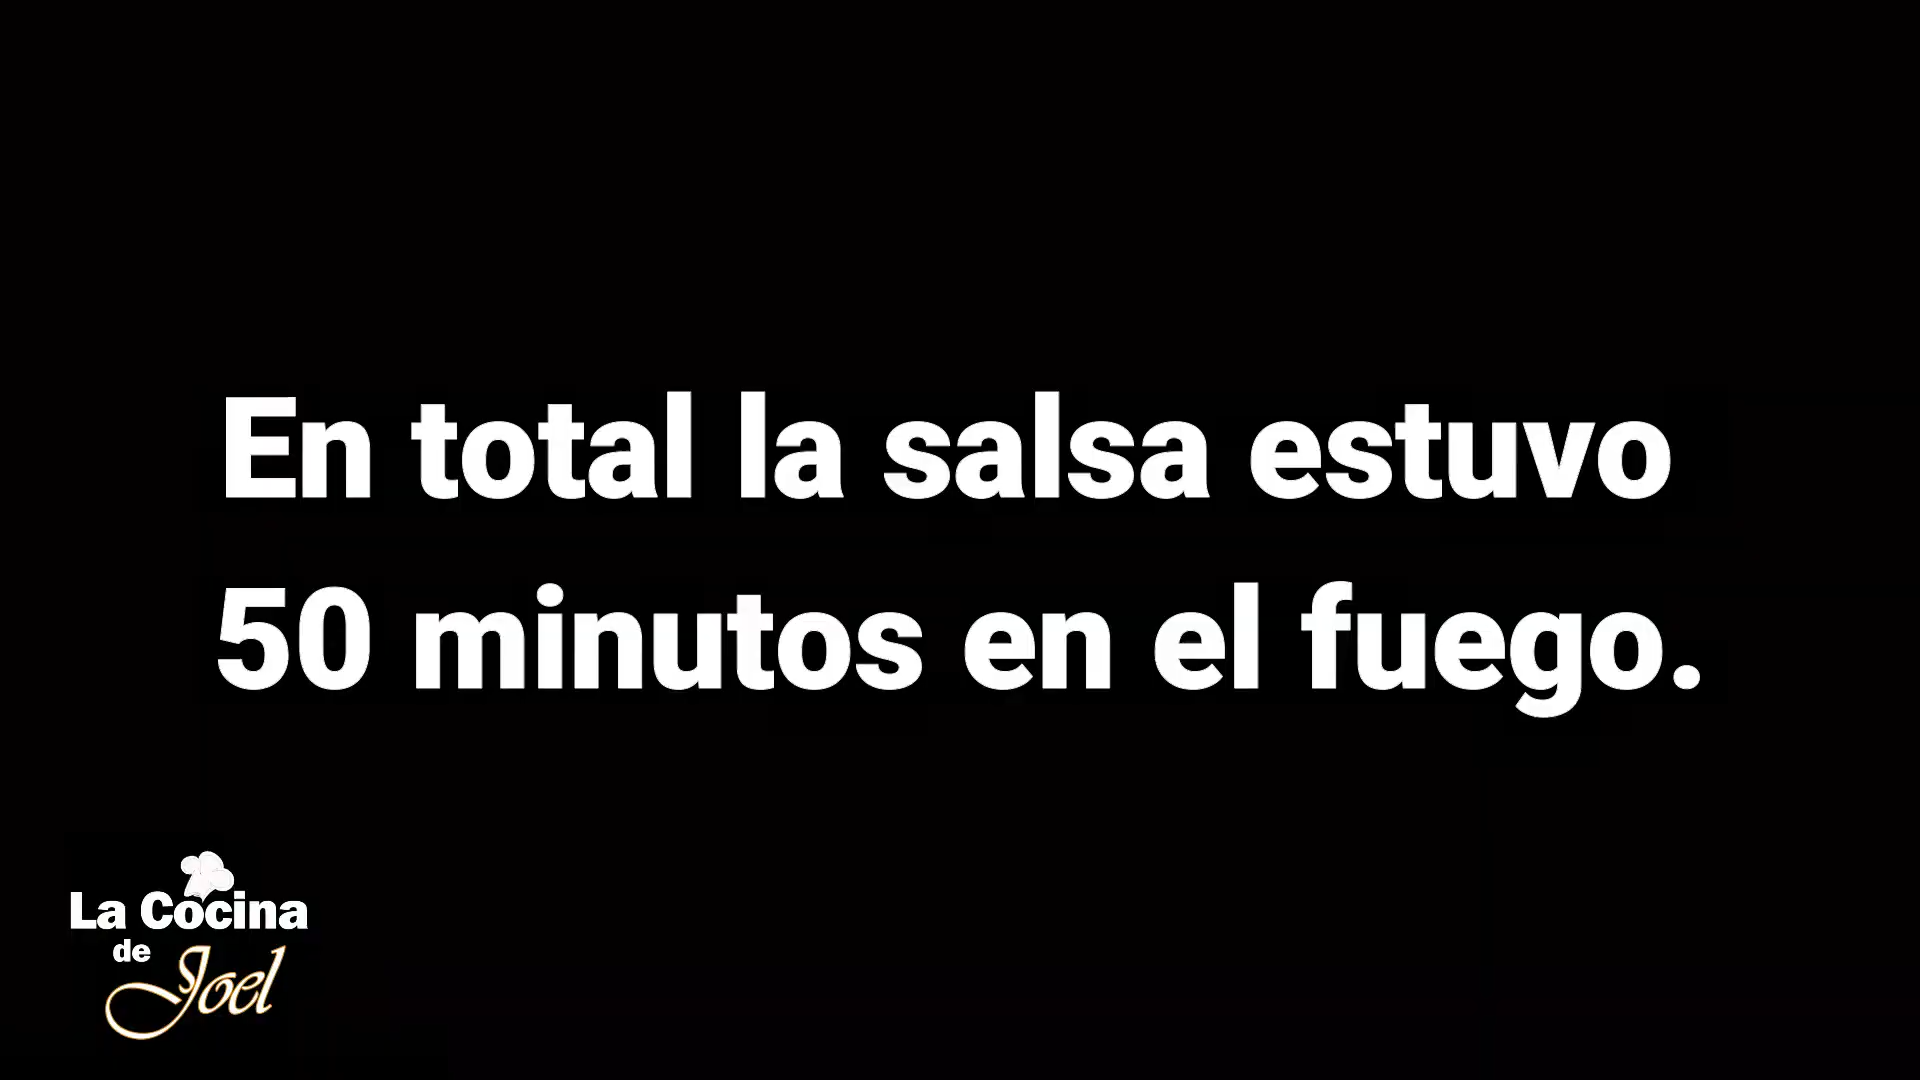 En total la salsa estuvo
50 minutos en el fuego.
La Cocina
de Joel